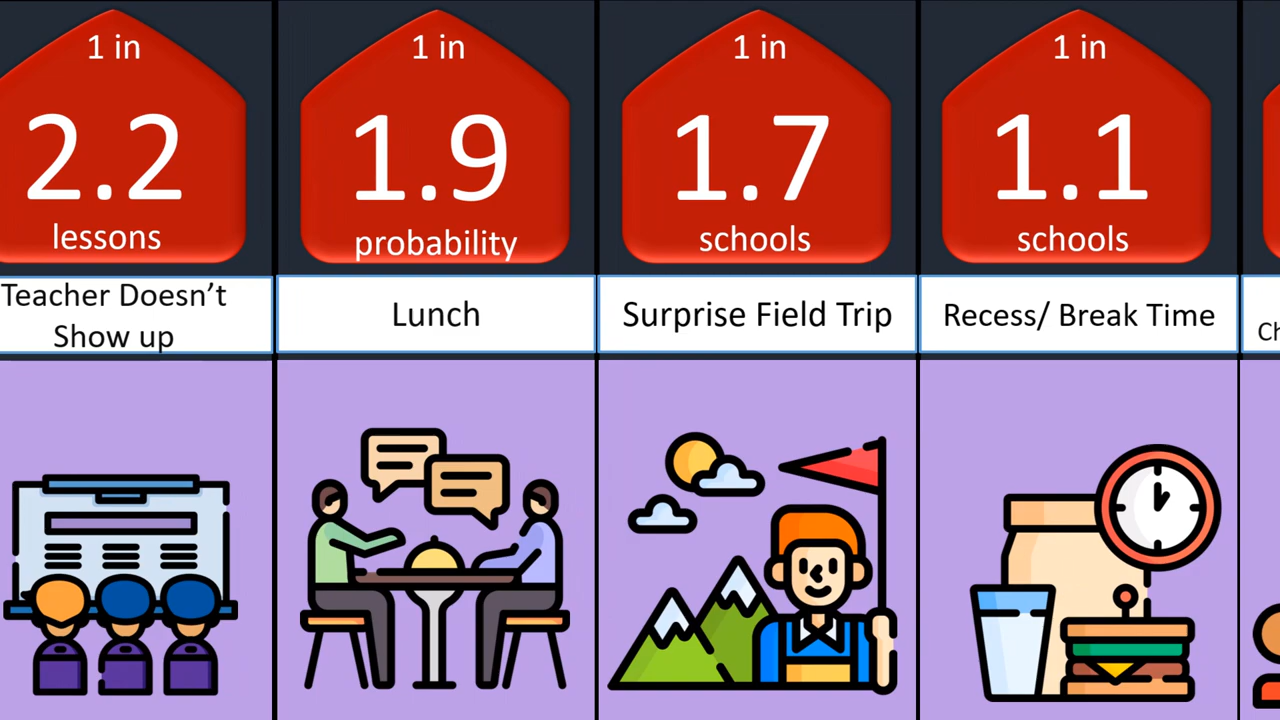 1 in
2.2
lessons
Teacher Doesn’t
Show up
1 in
1.9
probability
Lunch
1 in
1.7
schools
Surprise Field Trip
1 in
1.1
schools
Recess/ Break Time